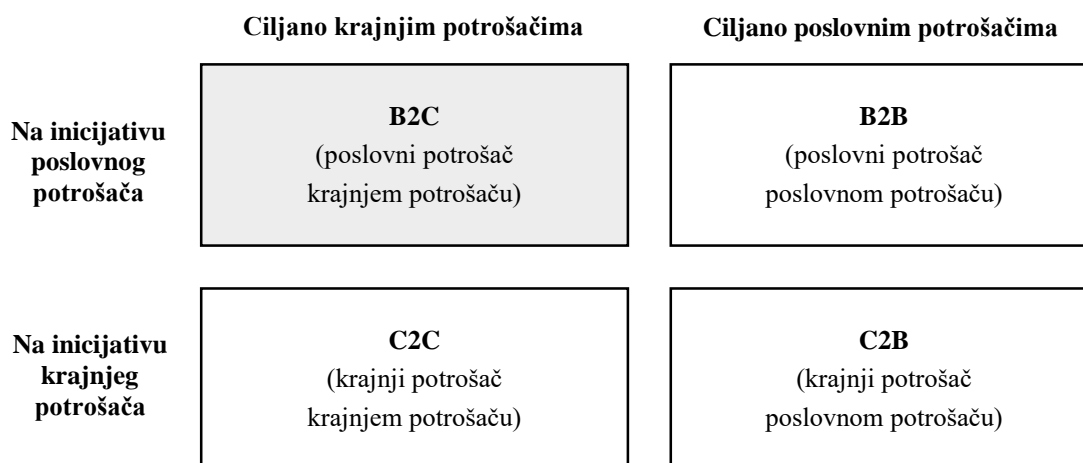 Ciljano krajnjim potrošačima
Ciljano poslovnim potrošačima
Na inicijativu
poslovnog
potrošača
B2C
(poslovni potrošač
krajnjem potrošaču)
B2B
(poslovni potrošač
poslovnom potrošaču)
Na inicijativu
krajnjeg
potrošača
C2C
(krajnji potrošač
krajnjem potrošaču)
C2B
(krajnji potrošač
poslovnom potrošaču)